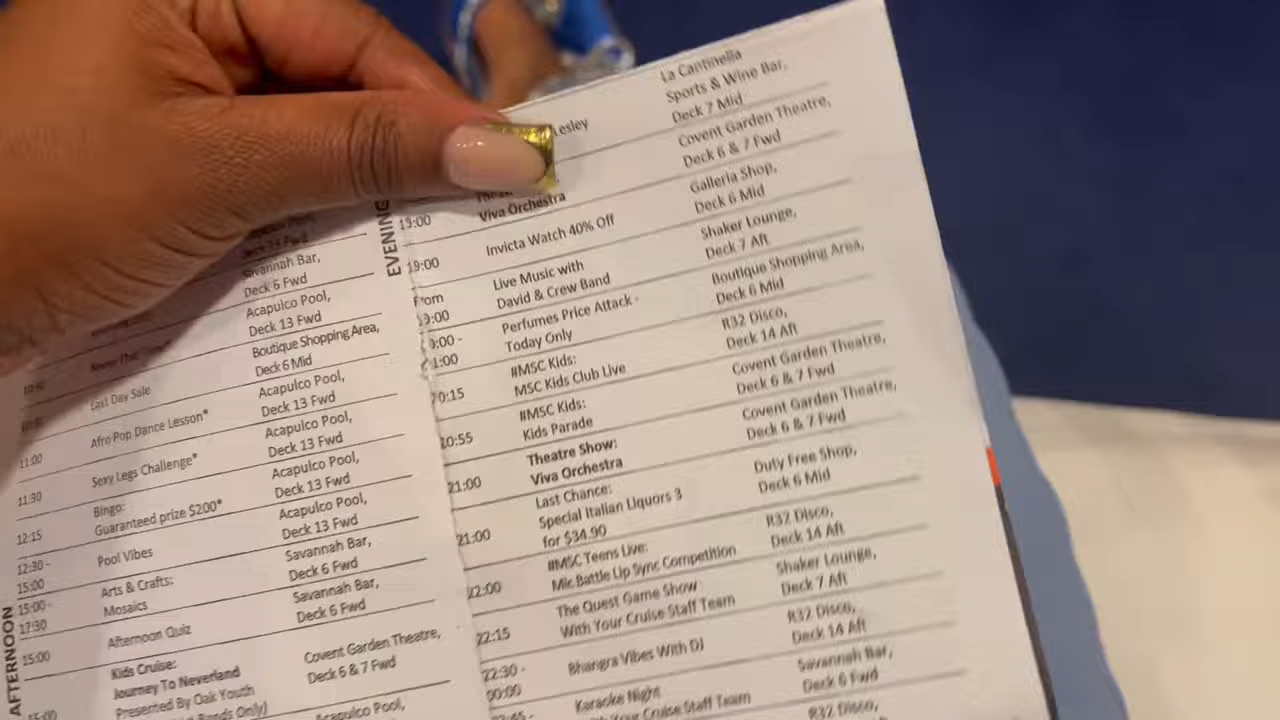 Savannah Bar,
Deck 6 Fwd
Acapulco Pool,
Deck 13 Fwd
Boutique Shopping Area,
Deck 6 Mid
Last Day Sale
Acapulco Pool,
Deck 13 Fwd
11:00
Afro Pop Dance Lesson*
Acapulco Pool,
Deck 13 Fwd
11:30
Sexy Legs Challenge*
Acapulco Pool,
Deck 13 Fwd
12:15
Bingo:
Guaranteed prize $200*
Acapulco Pool,
Deck 13 Fwd
12:30 -
15:00
Pool Vibes
Savannah Bar,
Deck 6 Fwd
15:00 -
17:30
Arts & Crafts:
Mosaics
Savannah Bar,
Deck 6 Fwd
AFTERNOON
15:00
Afternoon Quiz
Covent Garden Theatre,
Deck 6 & 7 Fwd
Kids Cruise:
Journey To Neverland
Presented By Oak Youth
Bands Only)
Acapulco Pool,
EVENING
Lesley
La Cantinella
Sports & Wine Bar,
Deck 7 Mid
Viva Orchestra
Covent Garden Theatre,
Deck 6 & 7 Fwd
19:00
Invicta Watch 40% Off
Galleria Shop,
Deck 6 Mid
19:00
Live Music with
David & Crew Band
Shaker Lounge,
Deck 7 Aft
From
Perfumes Price Attack -
Today Only
Boutique Shopping Area,
Deck 6 Mid
#MSC Kids:
MSC Kids Club Live
R32 Disco,
Deck 14 Aft
20:15
#MSC Kids:
Kids Parade
Covent Garden Theatre,
Deck 6 & 7 Fwd
20:55
Theatre Show:
Viva Orchestra
Covent Garden Theatre,
Deck 6 & 7 Fwd
21:00
Last Chance:
Special Italian Liquors 3
for $34.90
Duty Free Shop,
Deck 6 Mid
21:00
#MSC Teens Live:
Mic Battle Lip Sync Competition
R32 Disco,
Deck 14 Aft
22:00
The Quest Game Show
With Your Cruise Staff Team
Shaker Lounge,
Deck 7 Aft
22:15
Bhangra Vibes With DJ
R32 Disco,
Deck 14 Aft
22:30 -
00:00
Karaoke Night
With Your Cruise Staff Team
Savannah Bar,
Deck 6 Fwd
R32 Disco,